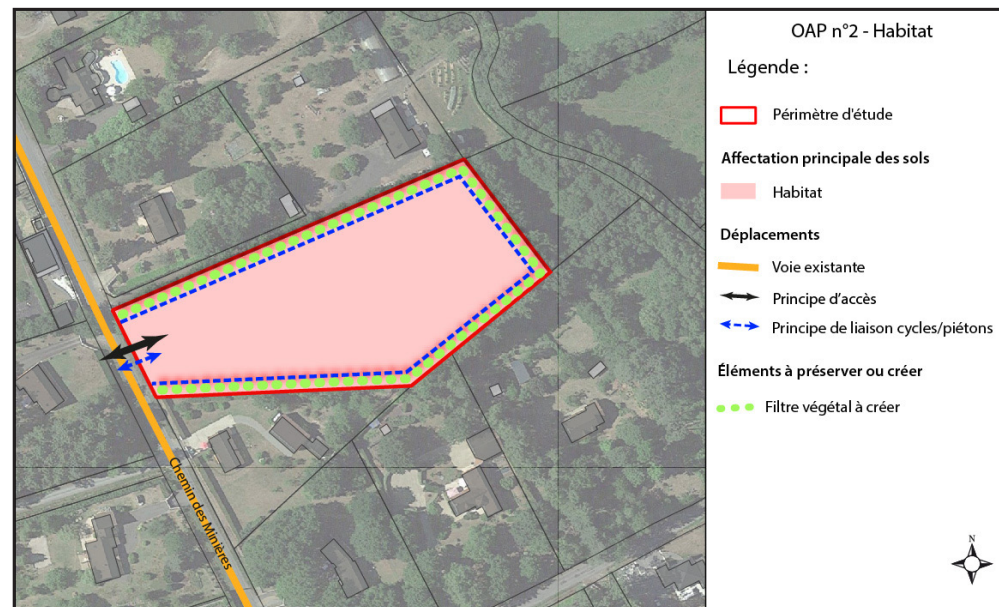 OAP n°2 - Habitat
Légende :
Périmètre d'étude
Affectation principale des sols
Habitat
Déplacements
Voie existante
Principe d'accès
Principe de liaison cycles/piétons
Éléments à préserver ou créer
Filtre végétal à créer
Chemin des Minières
N